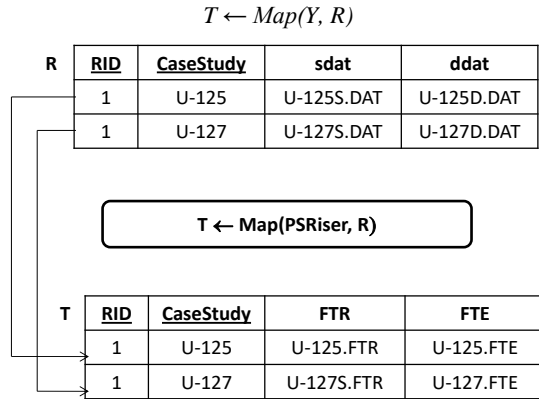 T ← Map(Y, R)
R RID CaseStudy sdat ddat
1 U-125 U-125S.DAT U-125D.DAT
1 U-127 U-127S.DAT U-127D.DAT
T ← Map(PSRiser, R)
T RID CaseStudy FTR FTE
1 U-125 U-125.FTR U-125.FTE
1 U-127 U-127S.FTR U-127.FTE